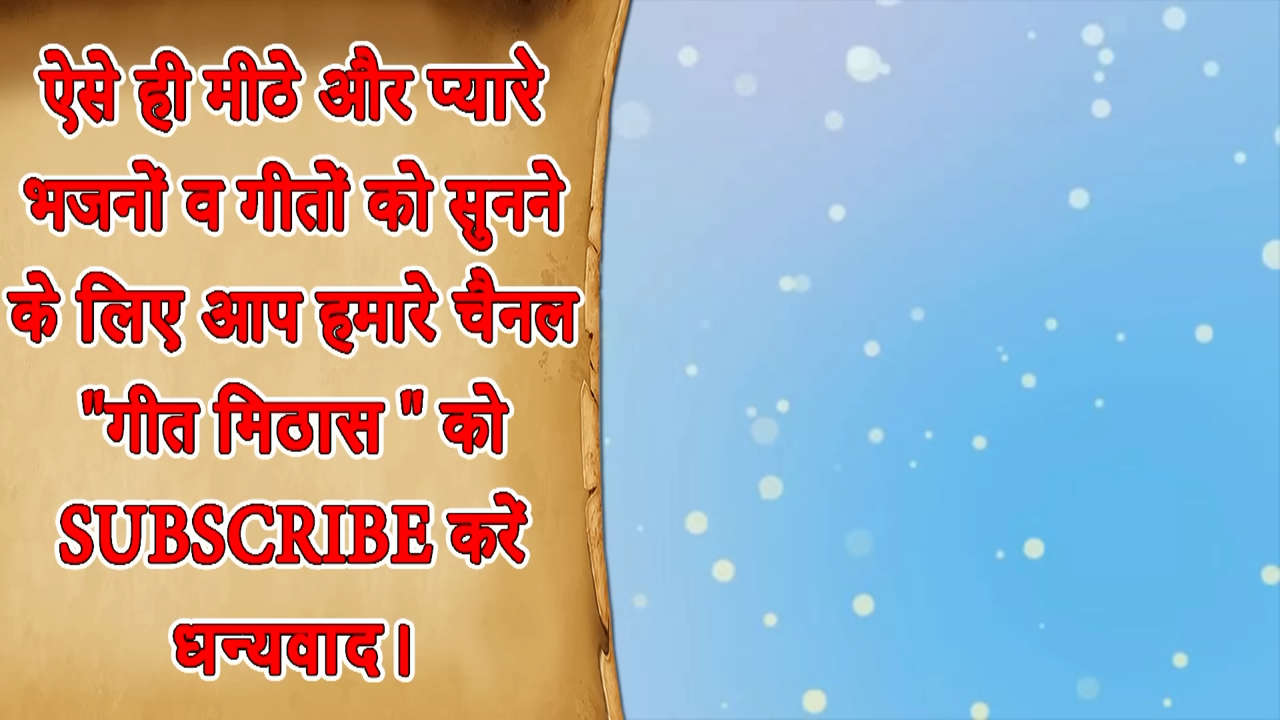 ऐसे ही मीठे और प्यारे
भजनों व गीतों को सुनने
के लिए आप हमारे चैनल
"गीत मिठास " को
SUBSCRIBE करें
धन्यवाद।